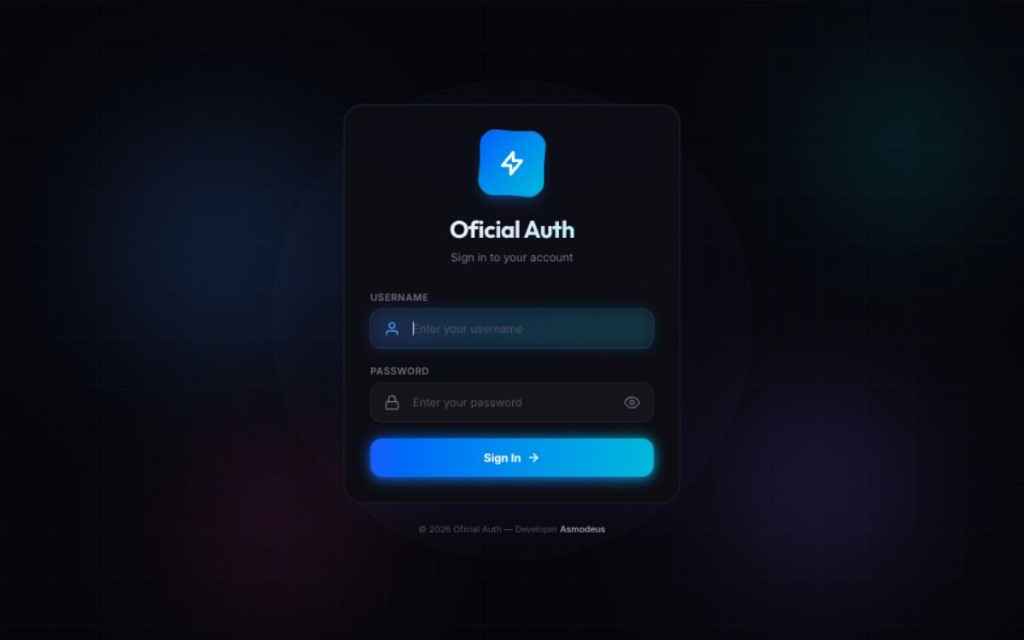 Oficial Auth
Sign in to your account
USERNAME
Enter your username
PASSWORD
Enter your password
Sign In →
© 2026 Oficial Auth — Developer Asmodeus